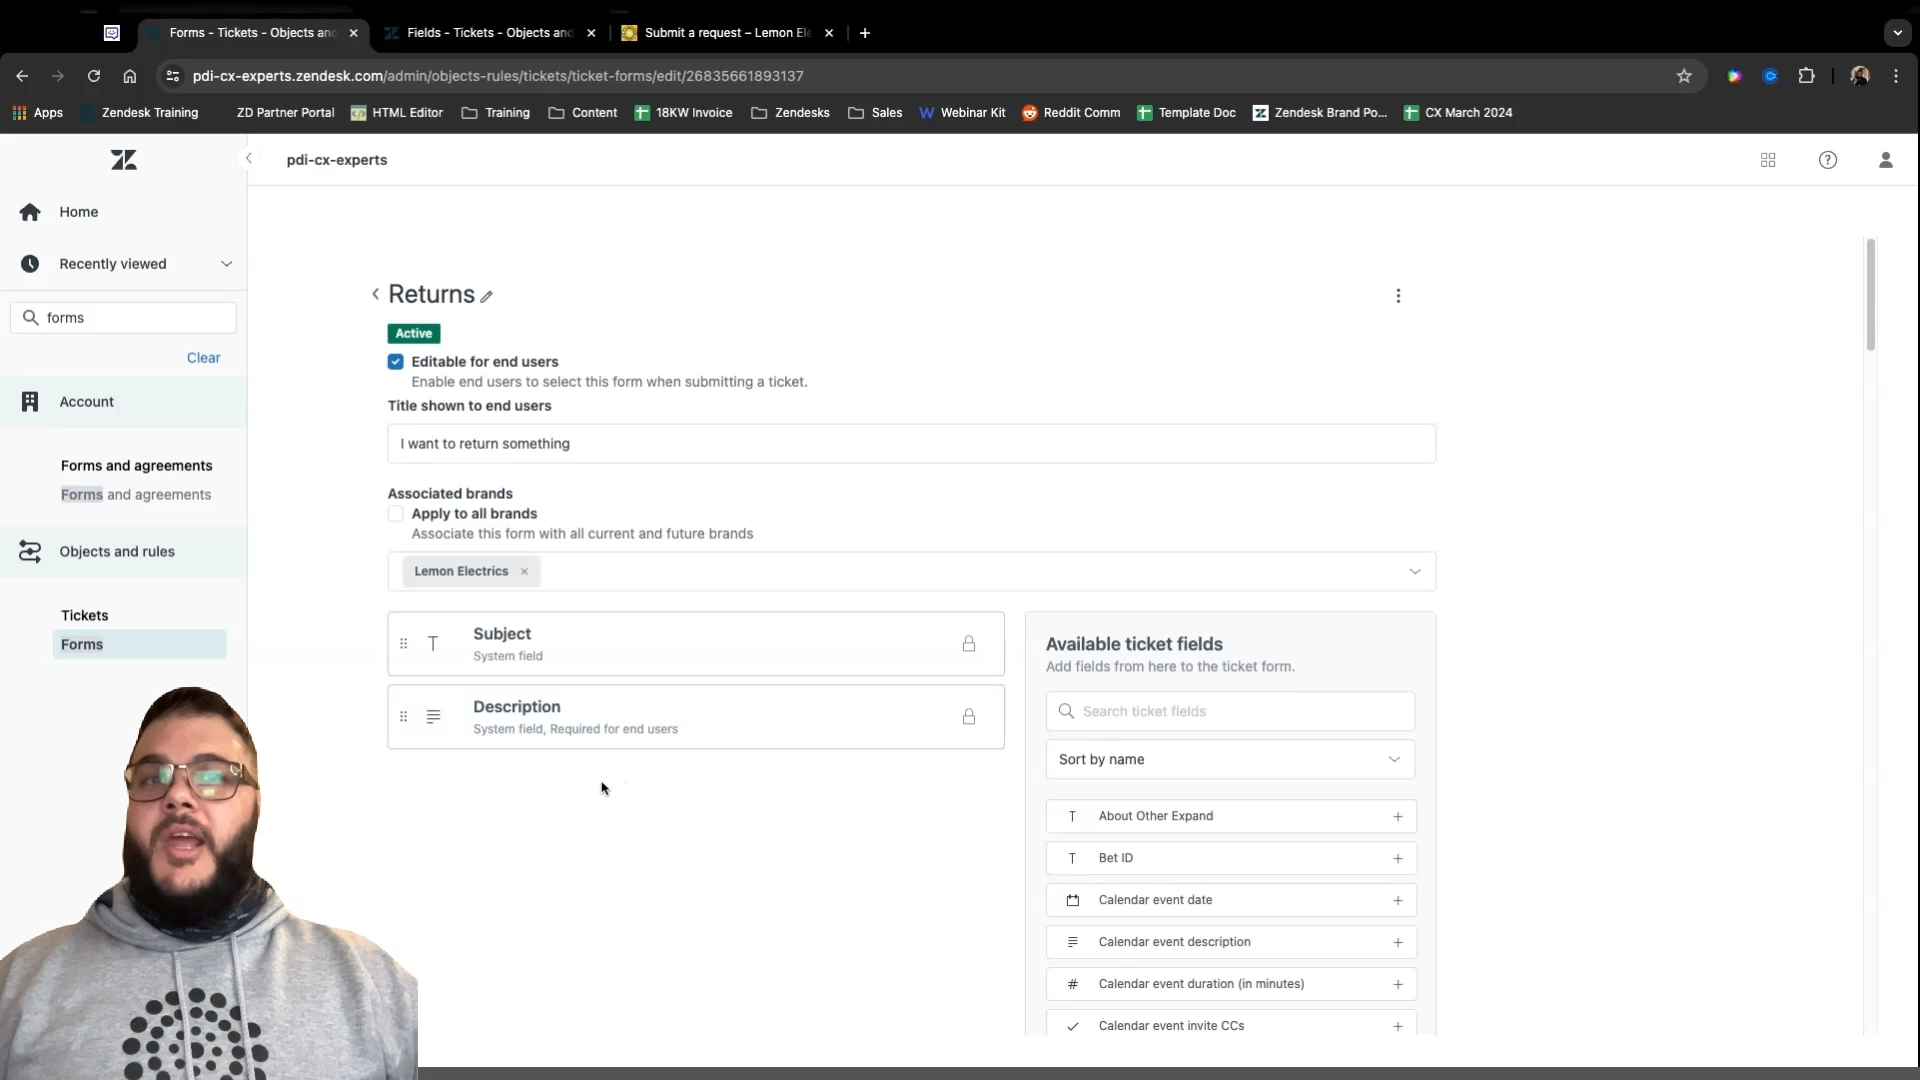 Forms - Tickets - Objects and
Fields - Tickets - Objects and
Submit a request – Lemon Ele
pdi-cx-experts.zendesk.com/admin/objects-rules/tickets/ticket-forms/edit/26835661893137
Apps
Zendesk Training
ZD Partner Portal
HTML Editor
Training
Content
18KW Invoice
Zendesks
Sales
Webinar Kit
Reddit Comm
Template Doc
Zendesk Brand Po...
CX March 2024
pdi-cx-experts
Home
Recently viewed
forms
Clear
Account
Forms and agreements
Forms and agreements
Objects and rules
Tickets
Forms
Returns
Active
Editable for end users
Enable end users to select this form when submitting a ticket.
Title shown to end users
I want to return something
Associated brands
Apply to all brands
Associate this form with all current and future brands
Lemon Electrics
Subject
System field
Description
System field, Required for end users
Available ticket fields
Add fields from here to the ticket form.
Search ticket fields
Sort by name
About Other Expand
Bet ID
Calendar event date
Calendar event description
Calendar event duration (in minutes)
Calendar event invite CCs